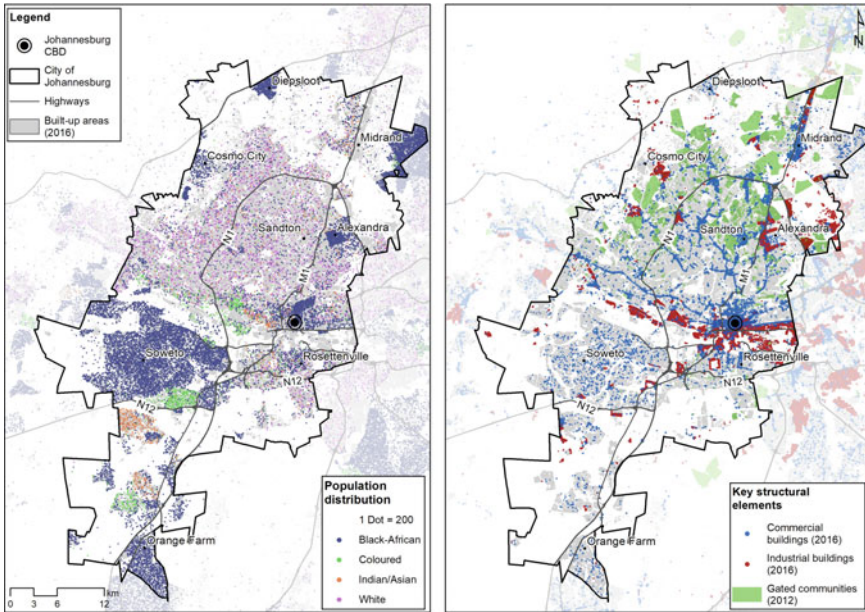 Legend
Johannesburg
CBD
City of
Johannesburg
Highways
Built-up areas
(2016)
Diepsloot
Midrand
Cosmo City
N1
Sandton
Alexandra
M1
Soweto
Rosettenville
N12
N12
Orange Farm
Population
distribution
1 Dot = 200
Black-African
Coloured
Indian/Asian
White
km
0 3 6 12
N
Diepsloot
Midrand
Cosmo City
N1
Sandton
Alexandra
M1
Soweto
Rosettenville
N12
N12
Orange Farm
Key structural
elements
Commercial
buildings (2016)
Industrial buildings
(2016)
Gated communities
(2012)